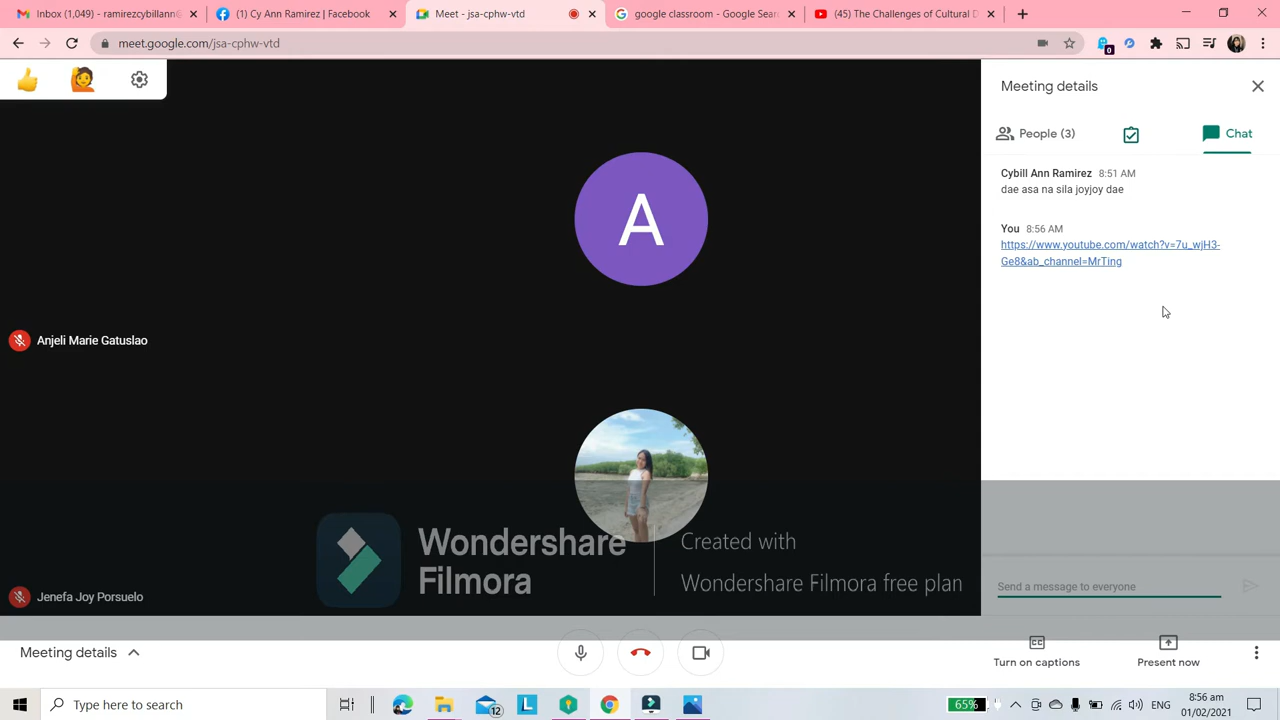 Inbox (1,049) - ramirezcybillann@
(1) Cy Ann Ramirez | Facebook
Meet - jsa-cphw-vtd
google classroom - Google Sear
(45) The Challenges of Cultural D
meet.google.com/jsa-cphw-vtd
0
Meeting details
People (3)
Chat
Cybill Ann Ramirez 8:51 AM
dae asa na sila joyjoy dae
You 8:56 AM
https://www.youtube.com/watch?v=7u_wjH3-
Ge8&ab_channel=MrTing
A
Anjeli Marie Gatuslao
Wondershare
Filmora
Created with
Wondershare Filmora free plan
Jenefa Joy Porsuelo
Send a message to everyone
Meeting details
CC
Turn on captions
Present now
Type here to search
12
L
65%
ENG
8:56 am
01/02/2021